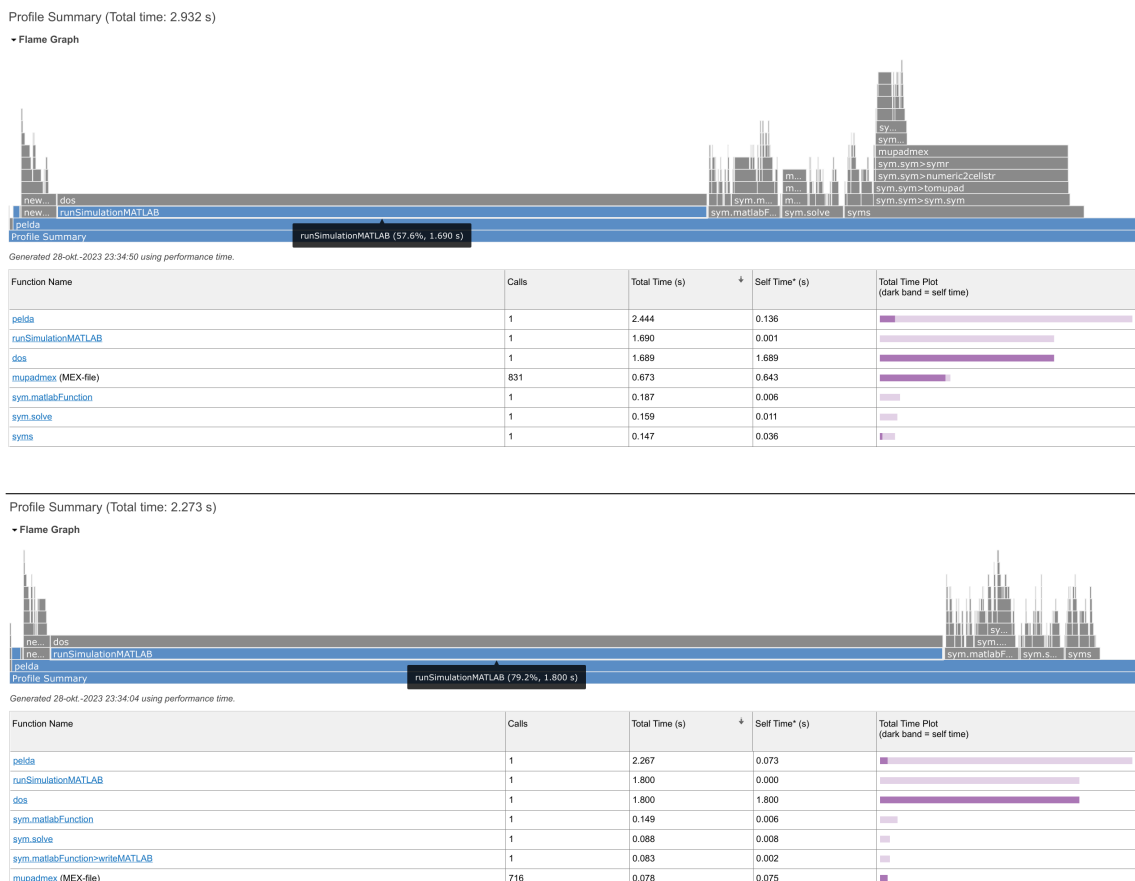 Profile Summary (Total time: 2.932 s)
Flame Graph
sy...
sym...
mupadmex
sym.sym>symr
m... sym.sym>numeric2cellstr
m... sym.sym>tomupad
new... dos sym.m... m... sym.sym>sym.sym
new... runSimulationMATLAB sym.matlabF... sym.solve syms
pelda
Profile Summary
runSimulationMATLAB (57.6%, 1.690 s)
Generated 28-okt.-2023 23:34:50 using performance time.
Function Name Calls Total Time (s) Self Time* (s) Total Time Plot
(dark band = self time)
pelda 1 2.444 0.136
runSimulationMATLAB 1 1.690 0.001
dos 1 1.689 1.689
mupadmex (MEX-file) 831 0.673 0.643
sym.matlabFunction 1 0.187 0.006
sym.solve 1 0.159 0.011
syms 1 0.147 0.036
Profile Summary (Total time: 2.273 s)
Flame Graph
sy...
ne... dos sym....
ne... runSimulationMATLAB sym.matlabF... sym.s... syms
pelda
Profile Summary
runSimulationMATLAB (79.2%, 1.800 s)
Generated 28-okt.-2023 23:34:04 using performance time.
Function Name Calls Total Time (s) Self Time* (s) Total Time Plot
(dark band = self time)
pelda 1 2.267 0.073
runSimulationMATLAB 1 1.800 0.000
dos 1 1.800 1.800
sym.matlabFunction 1 0.149 0.006
sym.solve 1 0.088 0.008
sym.matlabFunction>writeMATLAB 1 0.083 0.002
mupadmex (MEX-file) 716 0.078 0.075